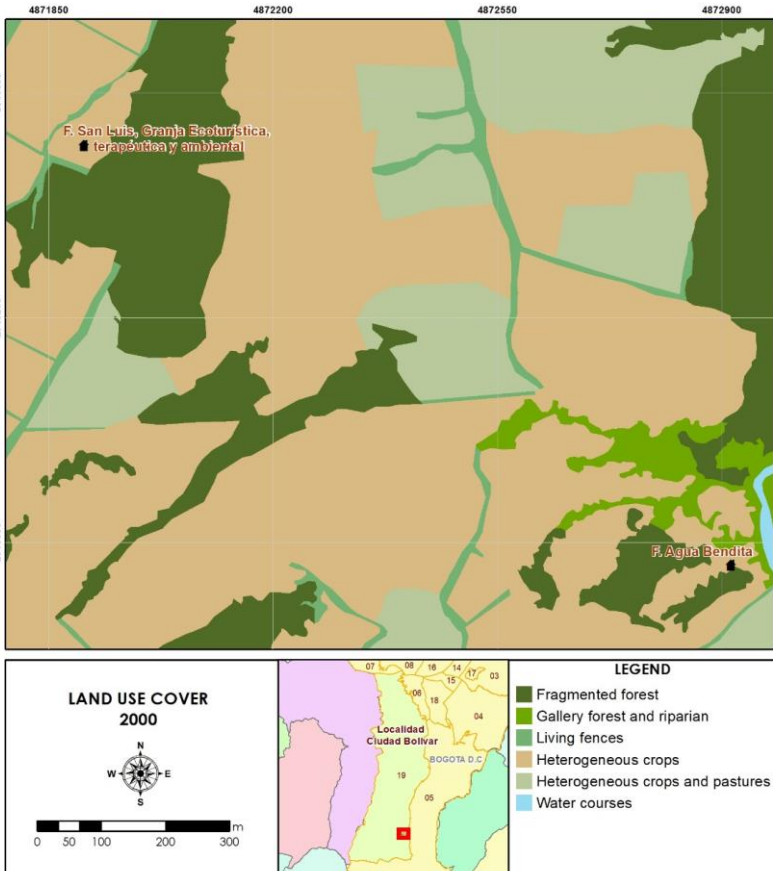 4871850 4872200 4872550 4872900
F. San Luis, Granja Ecoturística,
terapéutica y ambiental
F. Agua Bendita
LAND USE COVER
2000
N
W E
S
0 50 100 200 300 m
07 08 16 14 17 03
15
06 18
04
Localidad
Ciudad Bolívar
BOGOTA D.C
19
05
LEGEND
Fragmented forest
Gallery forest and riparian
Living fences
Heterogeneous crops
Heterogeneous crops and pastures
Water courses